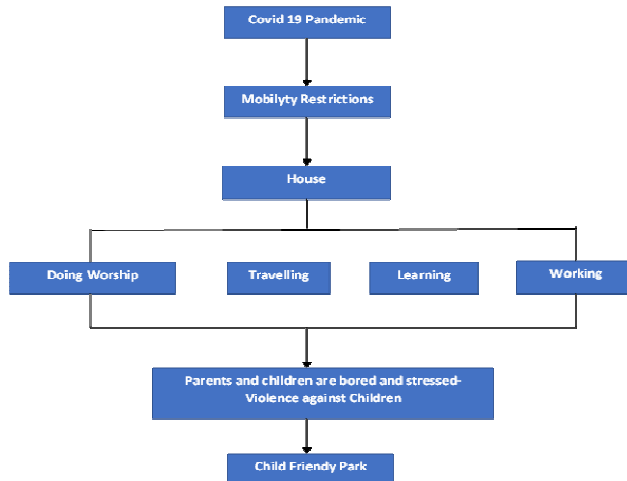 Covid 19 Pandemic
Mobilyty Restrictions
House
Doing Worship
Travelling
Learning
Working
Parents and children are bored and stressed-
Violence against Children
Child Friendly Park